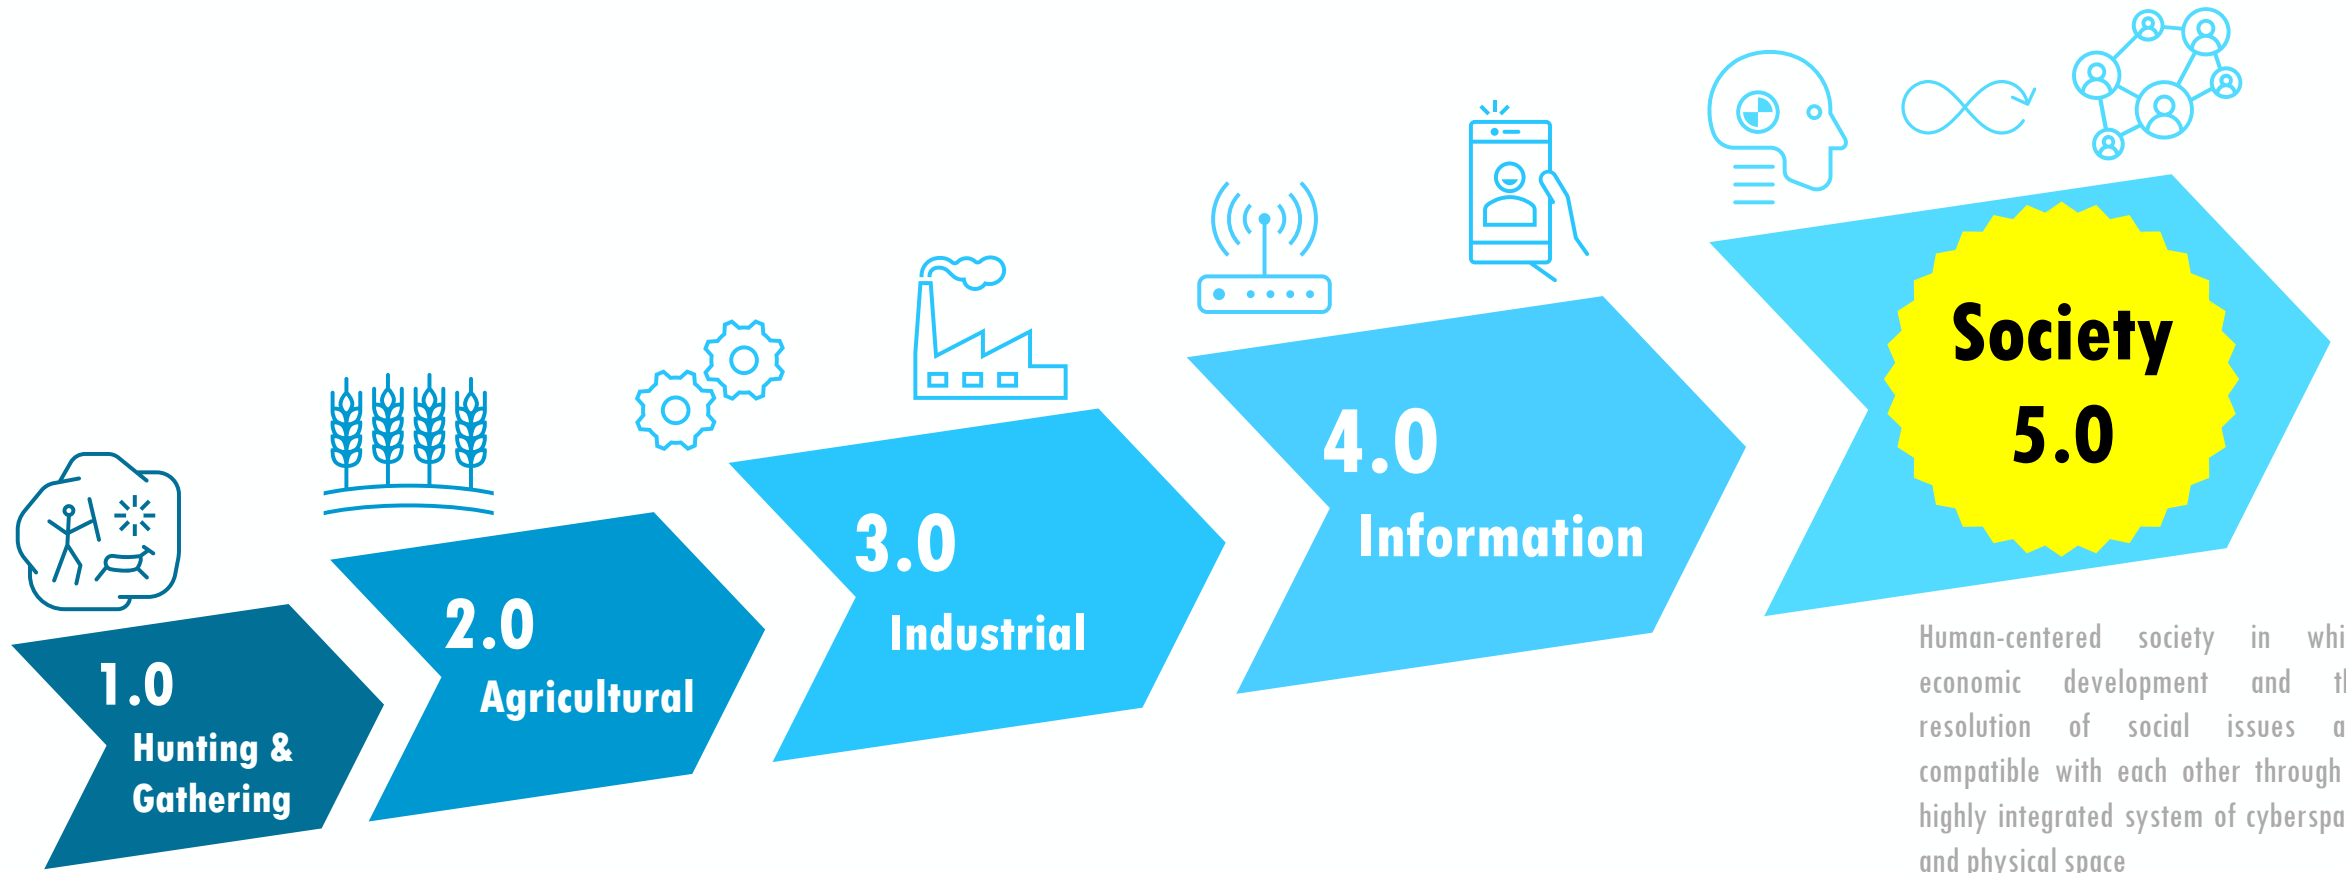 1.0
Hunting &
Gathering
2.0
Agricultural
3.0
Industrial
4.0
Information
Society
5.0
Human-centered society in
economic development and
resolution of social issues
compatible with each other through
highly integrated system of
and physical space